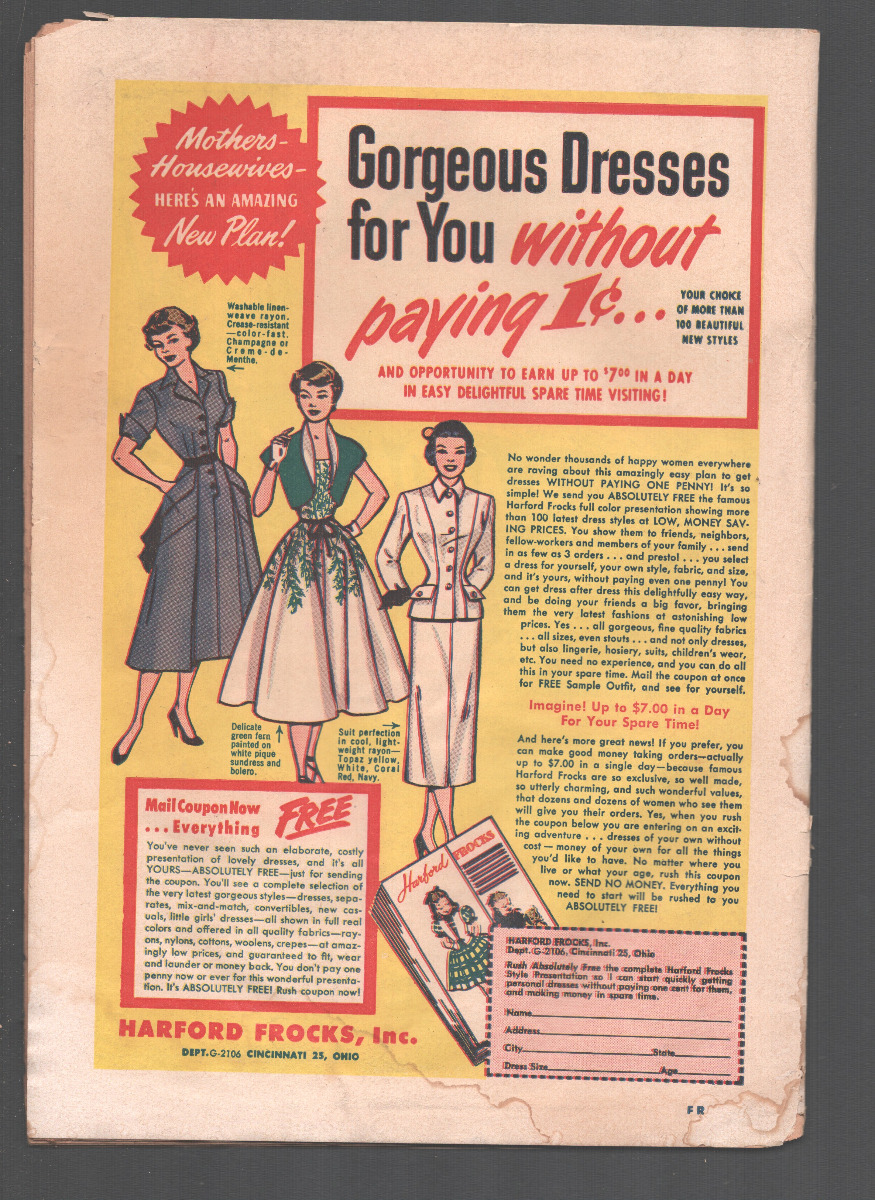 Mothers-
Housewives-
HERE'S AN AMAZING
New Plan!
Gorgeous Dresses
for You without
paying 1¢...
YOUR CHOICE
OF MORE THAN
100 BEAUTIFUL
NEW STYLES
AND OPPORTUNITY TO EARN UP TO $7.00 IN A DAY
IN EASY DELIGHTFUL SPARE TIME VISITING!
Washable linen-
weave rayon.
Crease-resistant
—color-fast.
Champagne or
Creme-de-
Menthe.
No wonder thousands of happy women everywhere
are raving about this amazingly easy plan to get
dresses WITHOUT PAYING ONE PENNY! It's so
simple! We send you ABSOLUTELY FREE the famous
Harford Frocks full color presentation showing more
than 100 latest dress styles at LOW, MONEY SAV-
ING PRICES. You show them to friends, neighbors,
fellow-workers and members of your family . . . send
in as few as 3 orders . . . and presto! . . . you select
a dress for yourself, your own style, fabric, and size,
and it's yours, without paying even one penny! You
can get dress after dress this delightfully easy way,
and be doing your friends a big favor, bringing
them the very latest fashions at astonishing low
prices. Yes . . . all gorgeous, fine quality fabrics
. . . all sizes, even stouts . . . and not only dresses,
but also lingerie, hosiery, suits, children's wear,
etc. You need no experience, and you can do all
this in your spare time. Mail the coupon at once
for FREE Sample Outfit, and see for yourself.
Imagine! Up to $7.00 in a Day
For Your Spare Time!
And here's more great news! If you prefer, you
can make good money taking orders—actually
up to $7.00 in a single day—because famous
Harford Frocks are so exclusive, so well made,
so utterly charming, and such wonderful values,
that dozens and dozens of women who see them
will give you their orders. Yes, when you rush
the coupon below you are entering on an excit-
ing adventure . . . dresses of your own without
cost — money of your own for all the things
you'd like to have. No matter where you
live or what your age, rush this coupon
now. SEND NO MONEY. Everything you
need to start will be rushed to you
ABSOLUTELY FREE!
Delicate
green fern
painted on
white pique
sundress and
bolero.
Suit perfection
in cool, light-
weight rayon—
Topaz yellow,
White, Coral
Red, Navy.
Mail Coupon Now
. . . Everything FREE
You've never seen such an elaborate, costly
presentation of lovely dresses, and it's all
YOURS—ABSOLUTELY FREE—just for sending
the coupon. You'll see a complete selection of
the very latest gorgeous styles—dresses, sepa-
rates, mix-and-match, convertibles, new cas-
uals, little girls' dresses—all shown in full real
colors and offered in all quality fabrics—ray-
ons, nylons, cottons, woolens, crepes—at amaz-
ingly low prices, and guaranteed to fit, wear
and launder or money back. You don't pay one
penny now or ever for this wonderful presenta-
tion. It's ABSOLUTELY FREE! Rush coupon now!
Harford FROCKS
HARFORD FROCKS, Inc.
DEPT. G-2106 CINCINNATI 25, OHIO
HARFORD FROCKS, Inc.
Dept. G-2106, Cincinnati 25, Ohio
Rush Absolutely Free the complete Harford Frocks
Style Presentation so I can start quickly getting
personal dresses without paying one cent for them,
and making money in spare time.
Name
Address
City State
Dress Size Age
FR